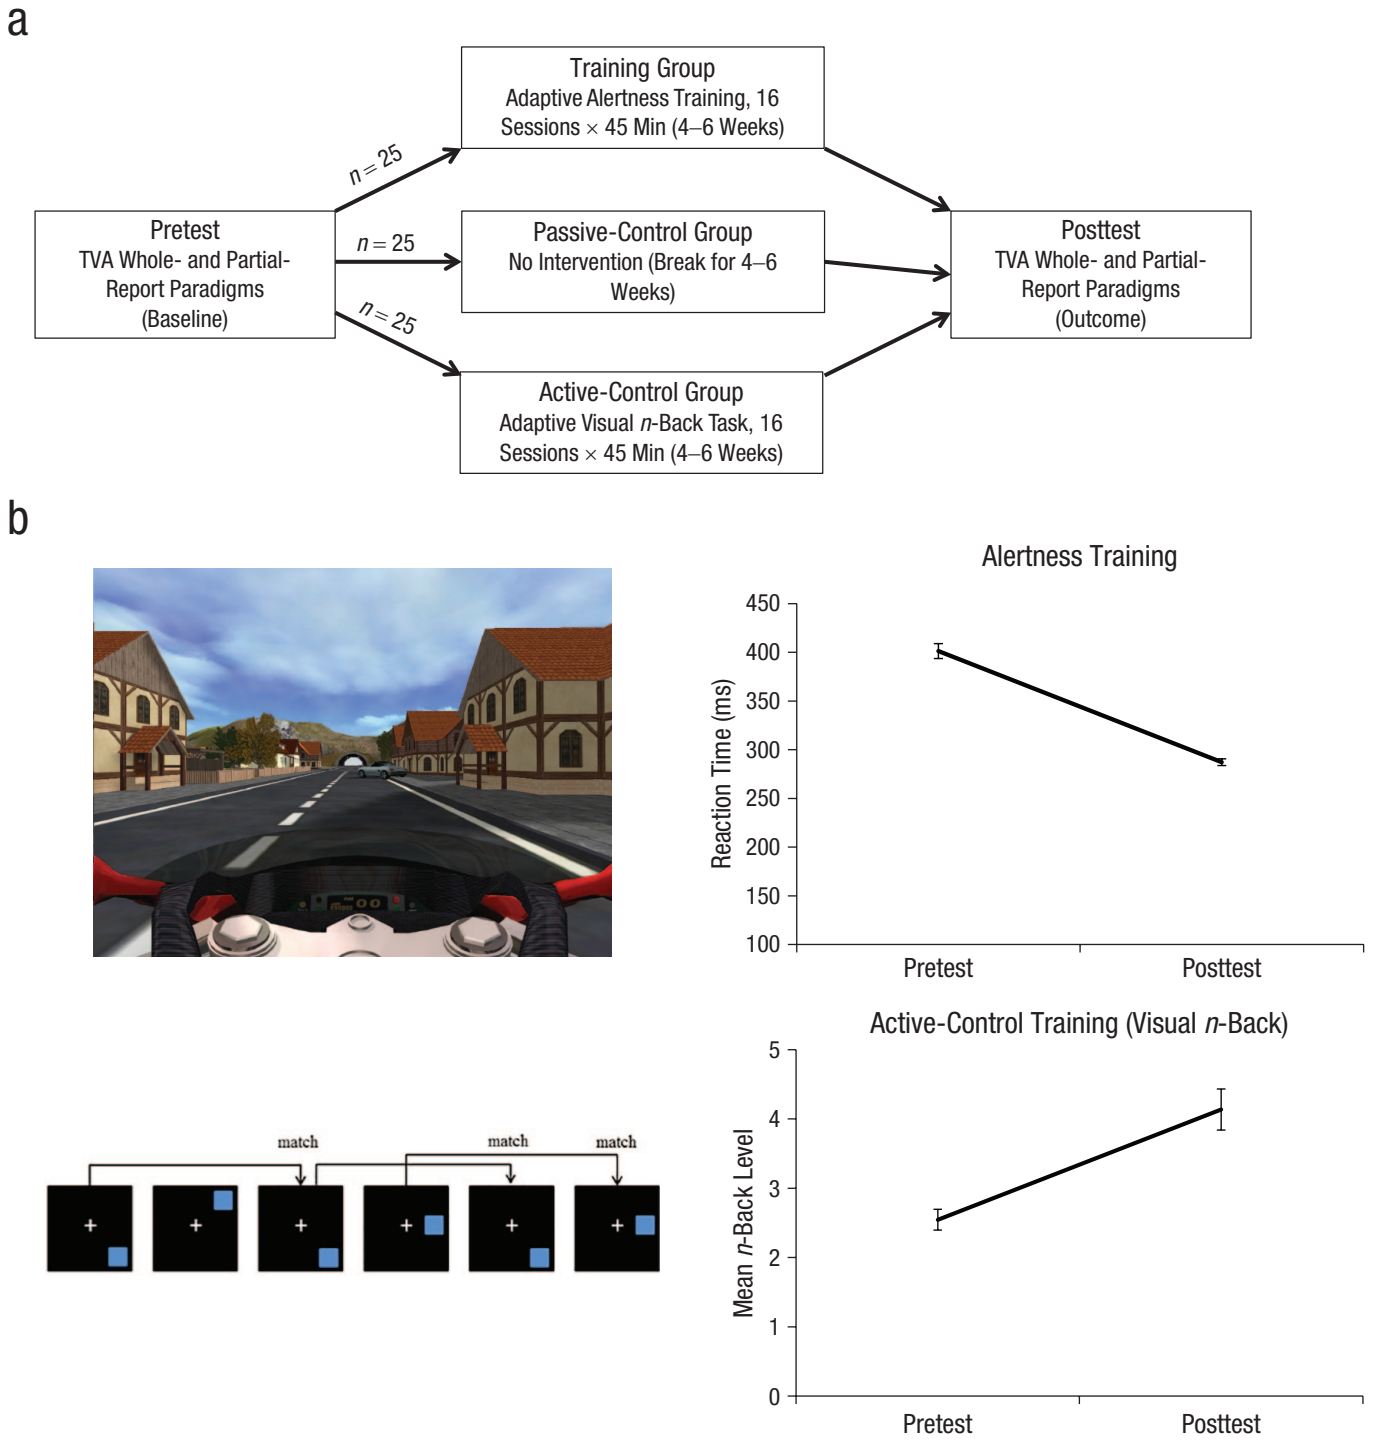 a
Training Group
Adaptive Alertness Training, 16
Sessions × 45 Min (4–6 Weeks)
n = 25
Pretest
TVA Whole- and Partial-
Report Paradigms
(Baseline)
n = 25
Passive-Control Group
No Intervention (Break for 4–6
Weeks)
Posttest
TVA Whole- and Partial-
Report Paradigms
(Outcome)
n = 25
Active-Control Group
Adaptive Visual n-Back Task, 16
Sessions × 45 Min (4–6 Weeks)
b
Alertness Training
Reaction Time (ms)
450
400
350
300
250
200
150
100
Pretest
Posttest
match
match
match
Active-Control Training (Visual n-Back)
Mean n-Back Level
5
4
3
2
1
0
Pretest
Posttest